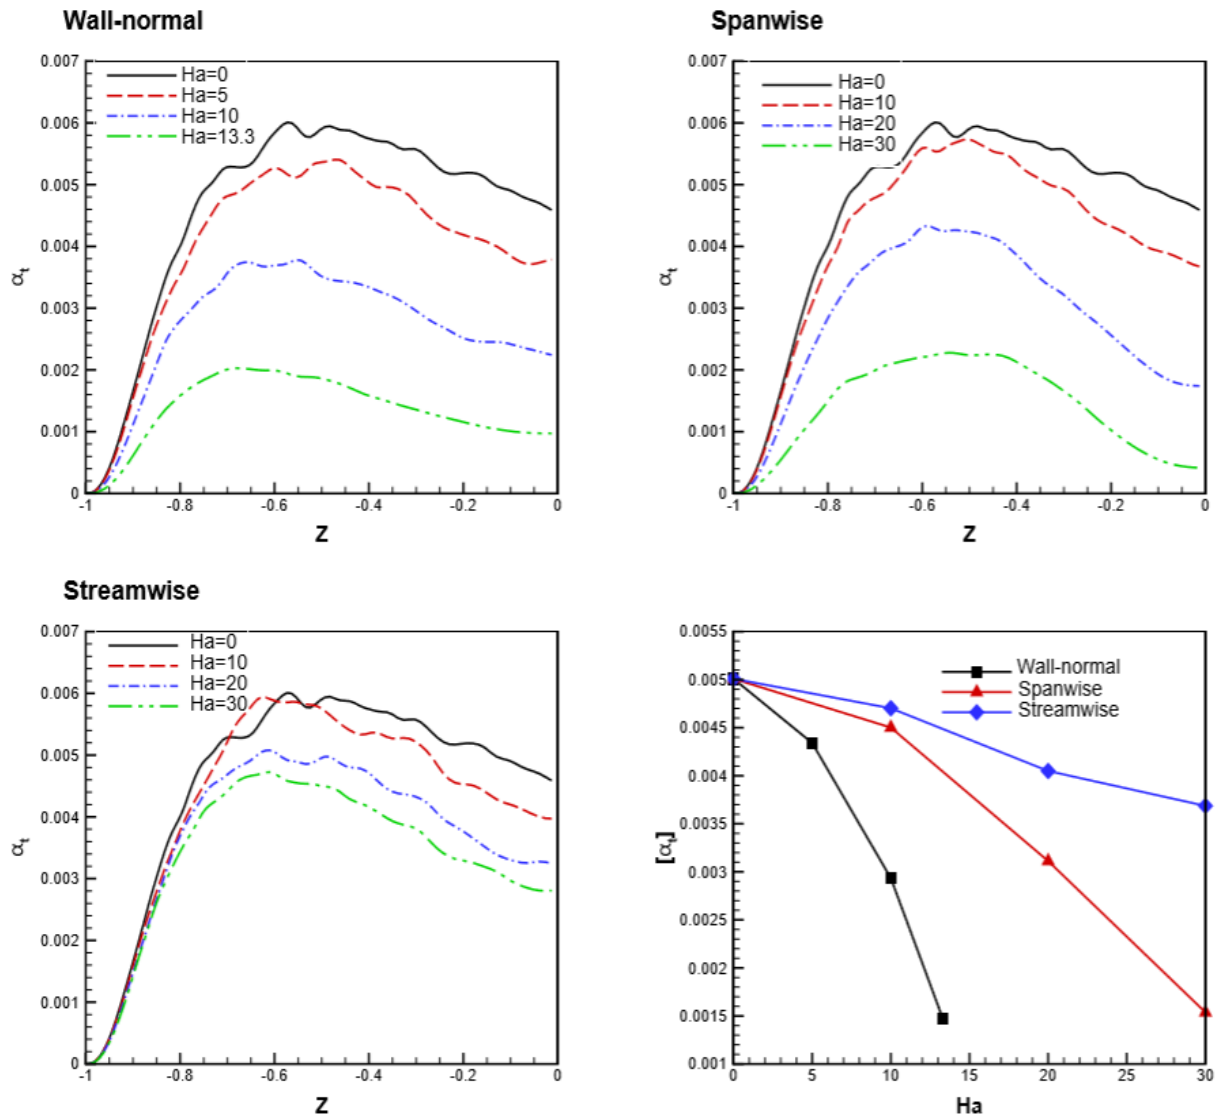 Wall-normal
0.007
0.006
0.005
0.004
0.003
0.002
0.001
0
αt
Ha=0
Ha=5
Ha=10
Ha=13.3
-1
-0.8
-0.6
-0.4
-0.2
0
Z
Spanwise
0.007
0.006
0.005
0.004
0.003
0.002
0.001
0
αt
Ha=0
Ha=10
Ha=20
Ha=30
-1
-0.8
-0.6
-0.4
-0.2
0
Z
Streamwise
0.007
0.006
0.005
0.004
0.003
0.002
0.001
0
αt
Ha=0
Ha=10
Ha=20
Ha=30
-1
-0.8
-0.6
-0.4
-0.2
0
Z
0.0055
0.005
0.0045
0.004
0.0035
0.003
0.0025
0.002
0.0015
0.001
[αt]
Wall-normal
Spanwise
Streamwise
0
5
10
15
20
25
30
Ha